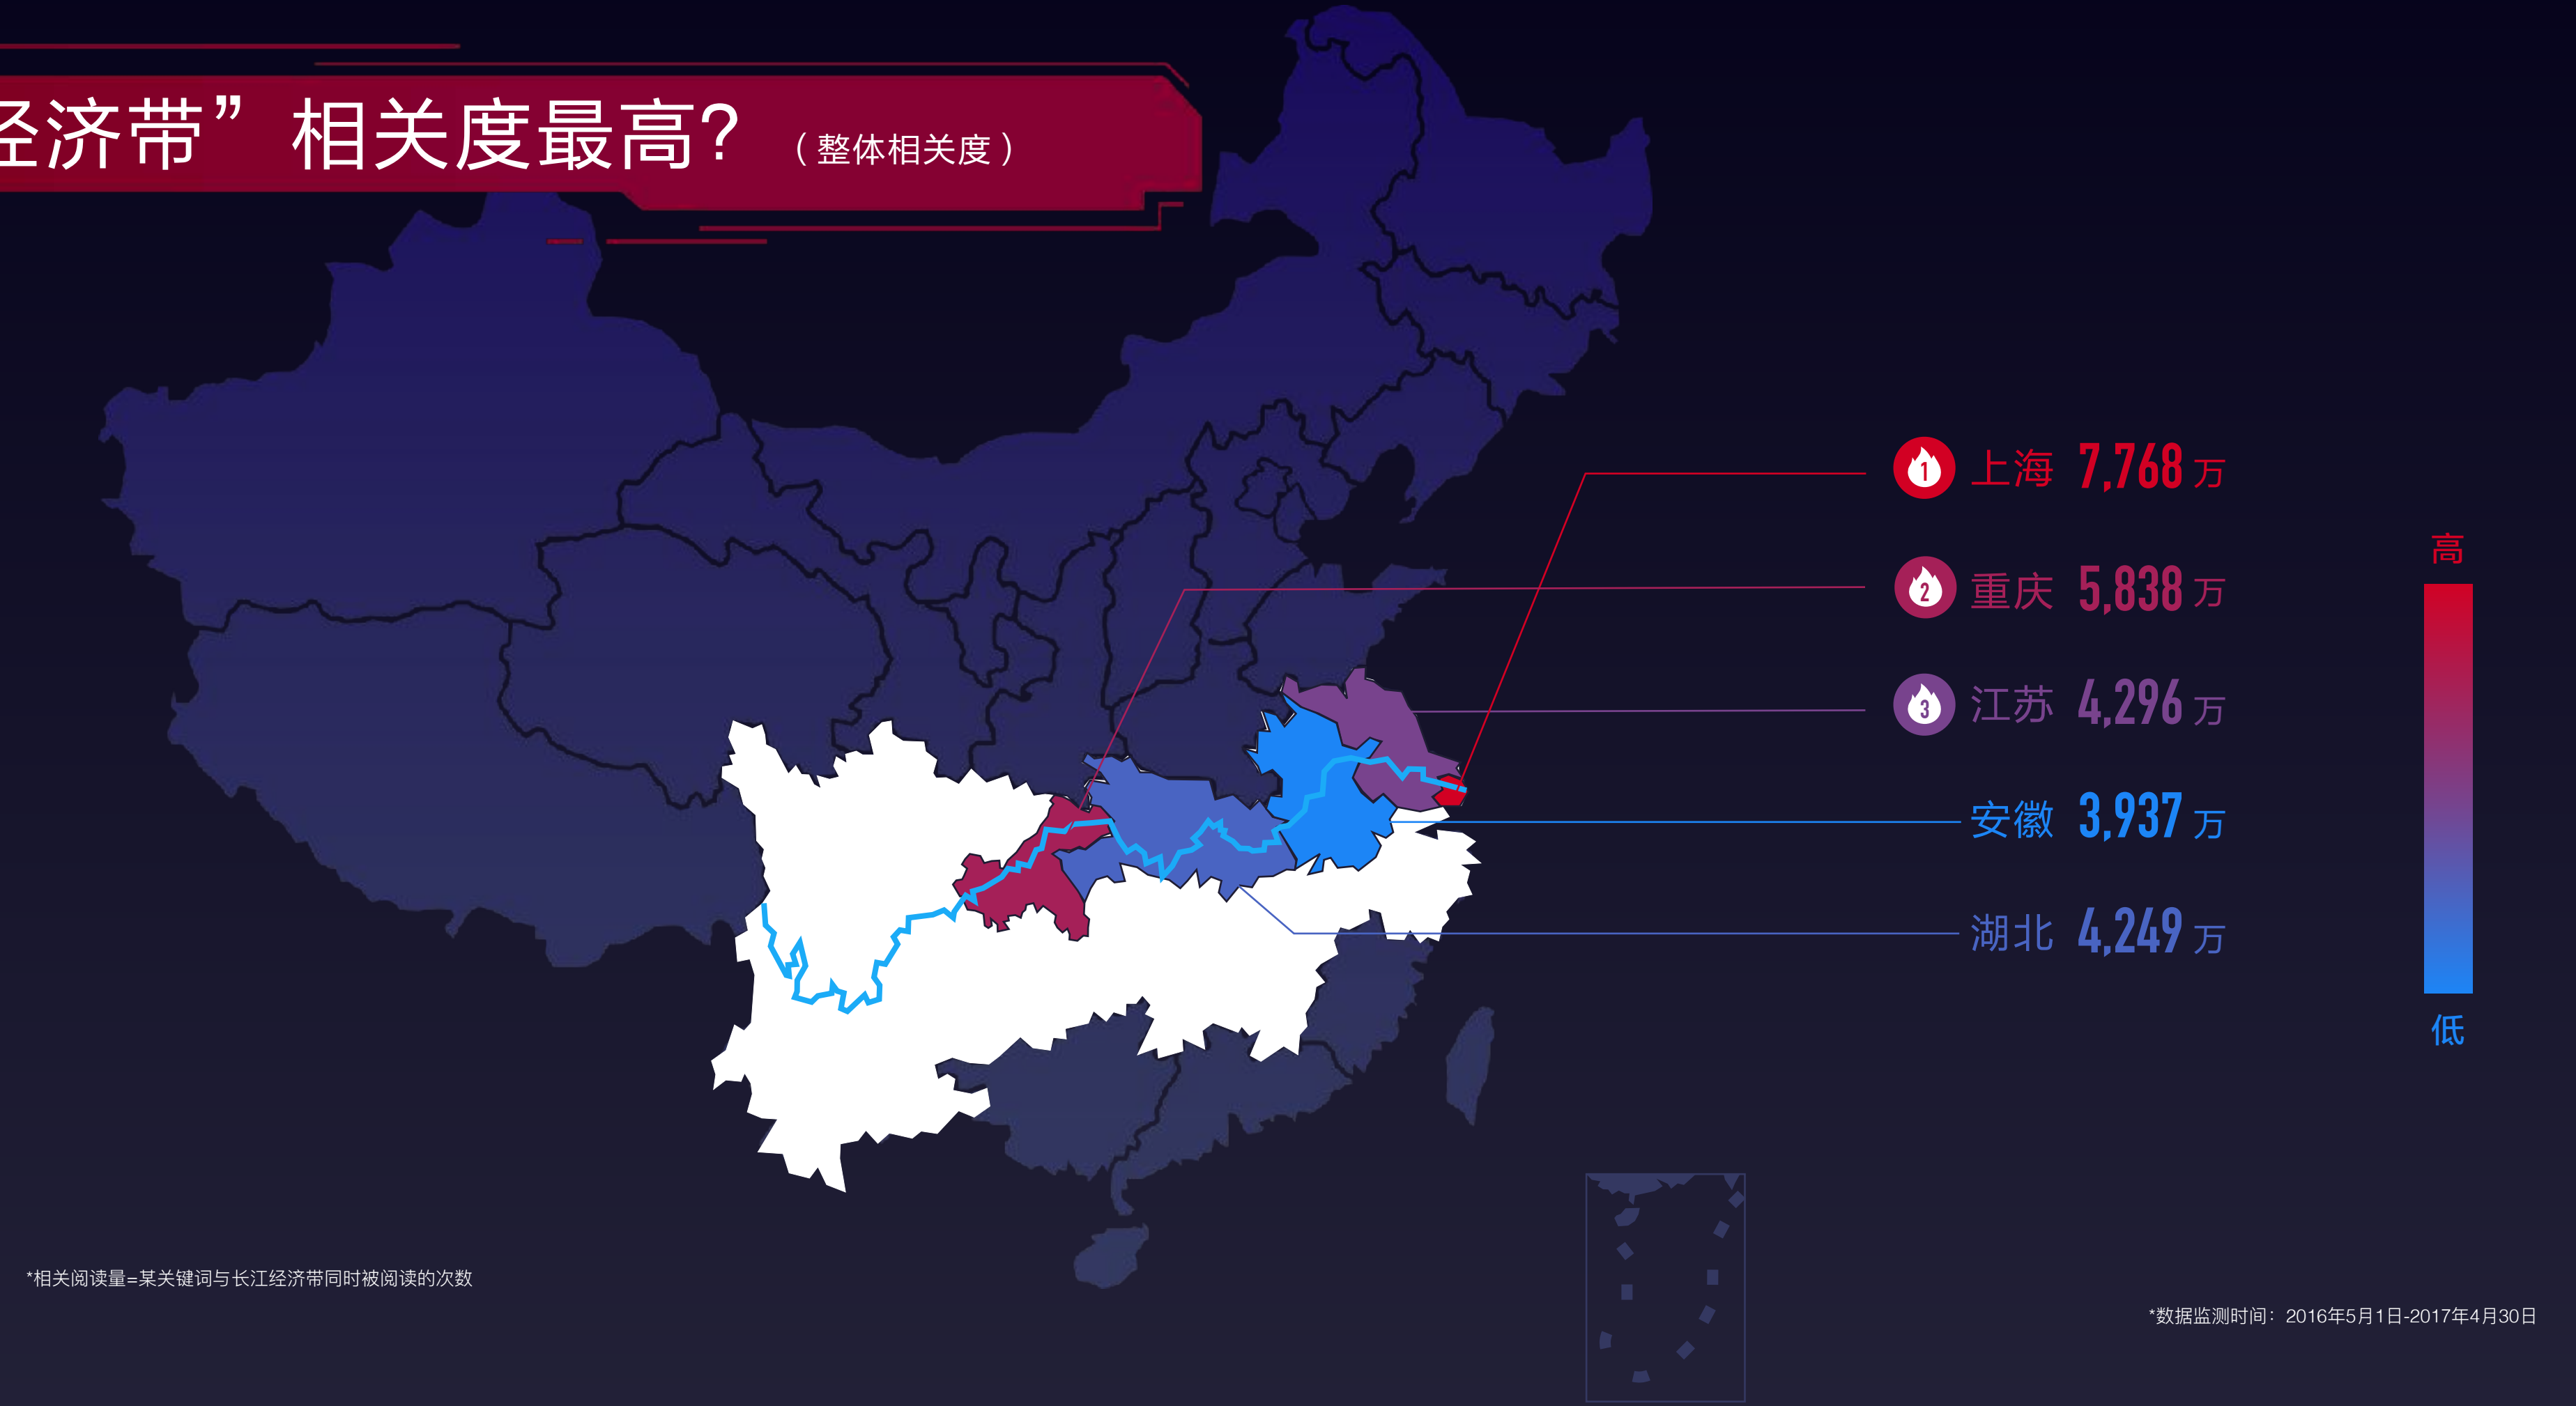 经济带”相关度最高？（整体相关度）
1 上海 7,768 万
2 重庆 5,838 万
3 江苏 4,296 万
安徽 3,937 万
湖北 4,249 万
高
低
*相关阅读量=某关键词与长江经济带同时被阅读的次数
*数据监测时间：2016年5月1日-2017年4月30日